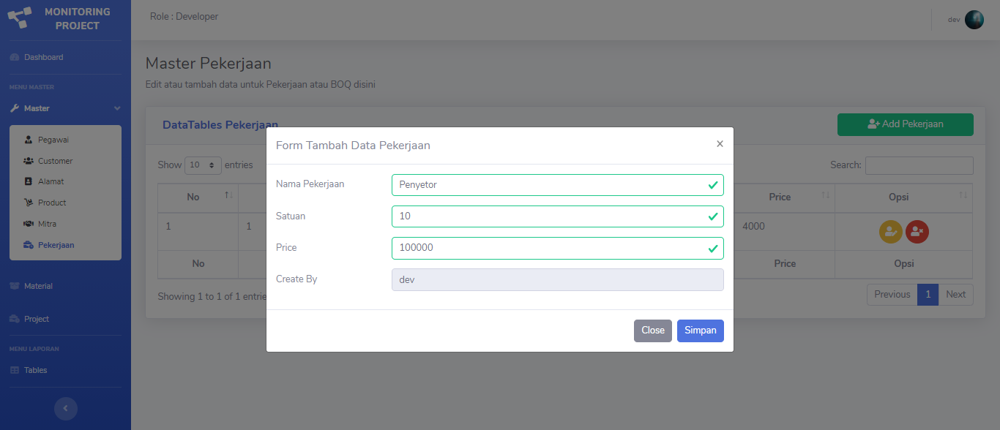 MONITORING
PROJECT
Role : Developer
dev
Dashboard
MENU MASTER
Master
Pegawai
Customer
Alamat
Product
Mitra
Pekerjaan
Material
Project
MENU LAPORAN
Tables
Master Pekerjaan
Edit atau tambah data untuk Pekerjaan atau BOQ disini
DataTables Pekerjaan
Add Pekerjaan
Show 10 entries
Search:
No Price Opsi
1 1 4000
No Price Opsi
Showing 1 to 1 of 1 entrie
Previous 1 Next
Form Tambah Data Pekerjaan ×
Nama Pekerjaan Penyetor
Satuan 10
Price 100000
Create By dev
Close Simpan